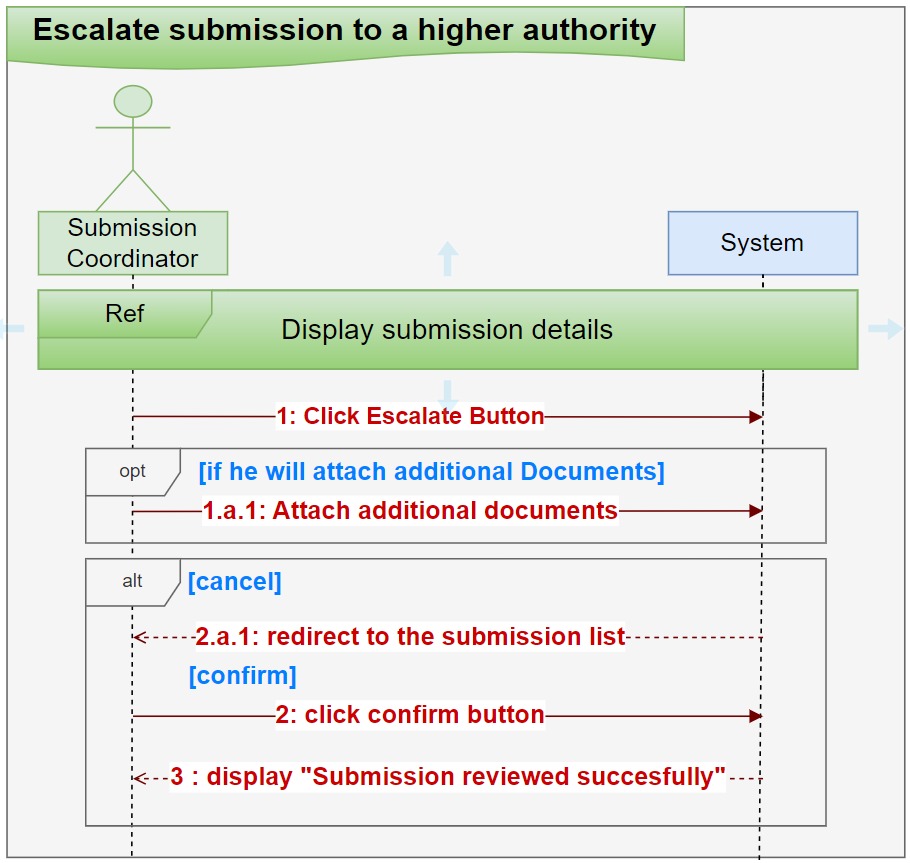 Escalate submission to a higher authority
Submission
Coordinator
System
Ref
Display submission details
1: Click Escalate Button
opt
[if he will attach additional Documents]
1.a.1: Attach additional documents
alt
[cancel]
2.a.1: redirect to the submission list
[confirm]
2: click confirm button
3 : display "Submission reviewed succesfully"